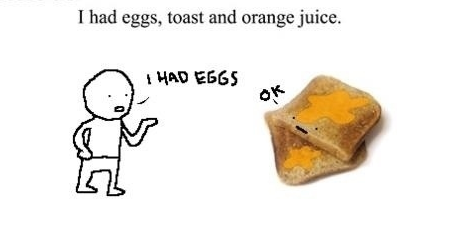 I had eggs, toast and orange juice.
I HAD EGGS
OK